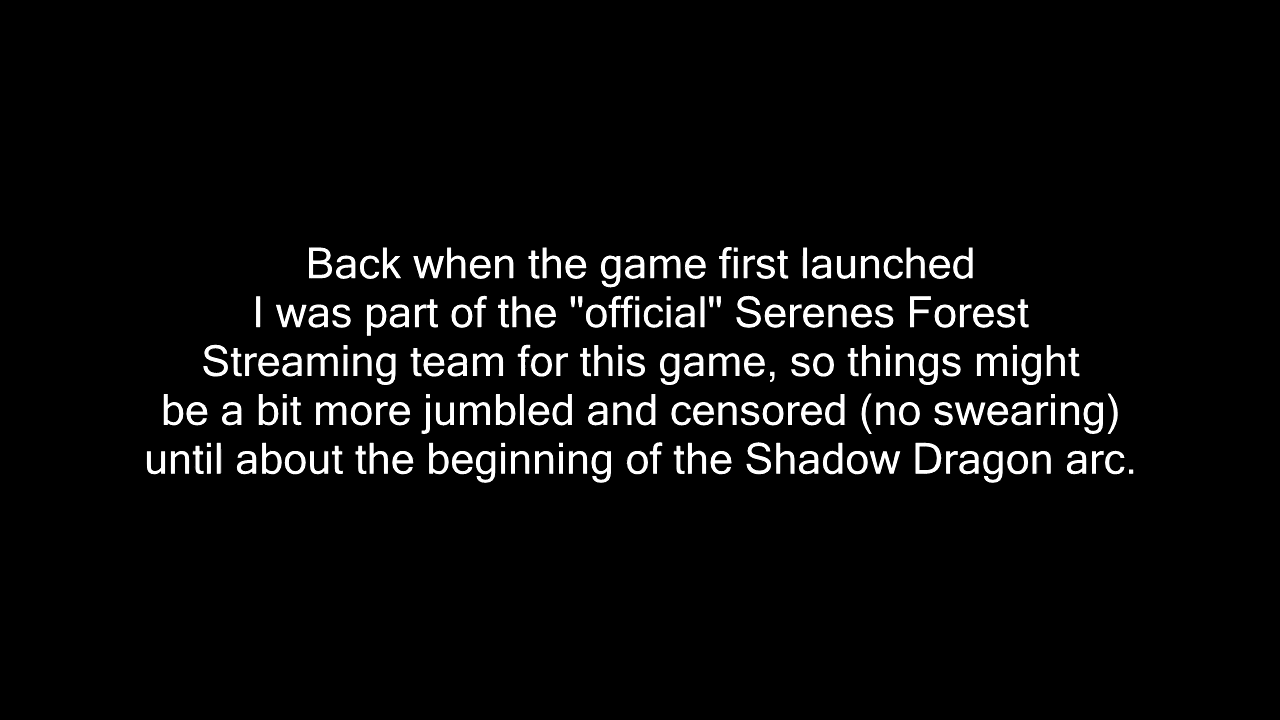 Back when the game first launched
I was part of the "official" Serenes Forest
Streaming team for this game, so things might
be a bit more jumbled and censored (no swearing)
until about the beginning of the Shadow Dragon arc.